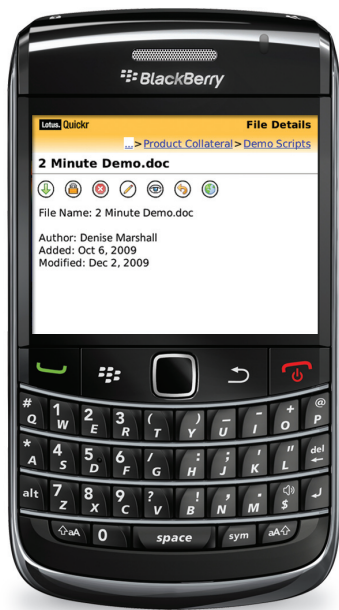 BlackBerry
Lotus. Quickr File Details
...> Product Collateral > Demo Scripts
2 Minute Demo.doc
File Name: 2 Minute Demo.doc
Author: Denise Marshall
Added: Oct 6, 2009
Modified: Dec 2, 2009
# Q 1 W 2 E 3 R ( T ) Y _ U - I + O @ P
* A 4 S 5 D 6 F / G : H ; J ' K " L del
alt 7 Z 8 X 9 C ? V ! B , N . M $
aA 0 space sym aA